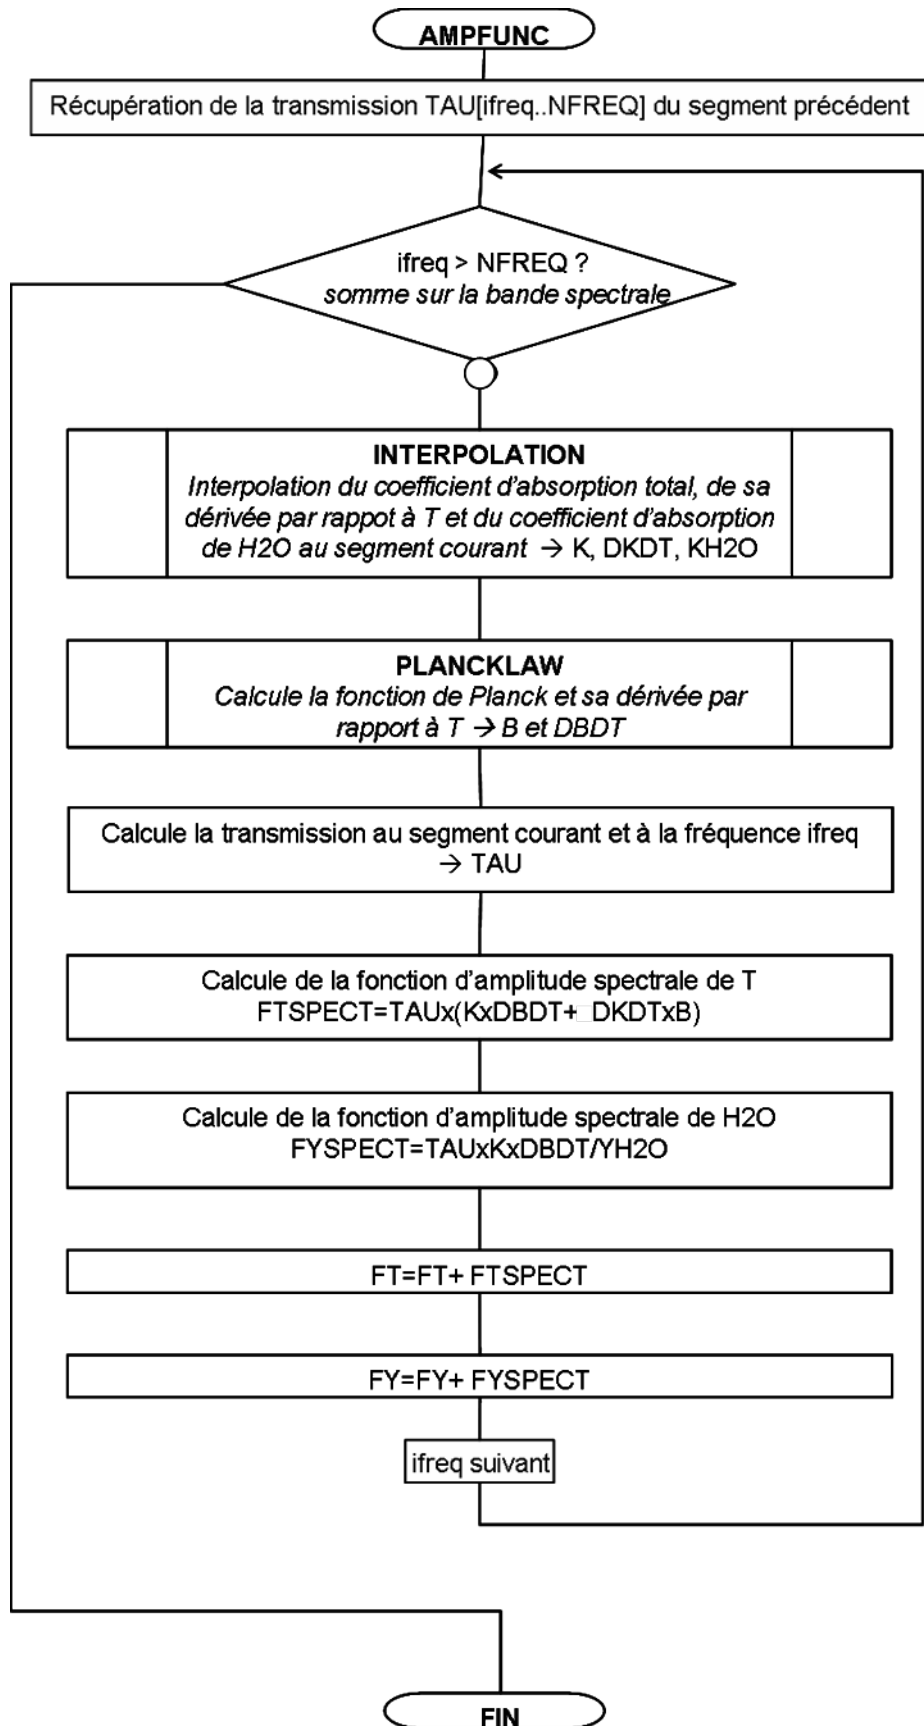 AMPFUNC
Récupération de la transmission TAU[ifreq..NFREQ] du segment précédent
ifreq > NFREQ ?
somme sur la bande spectrale
INTERPOLATION
Interpolation du coefficient d'absorption total, de sa
dérivée par rappot à T et du coefficient d'absorption
de H2O au segment courant → K, DKDT, KH2O
PLANCKLAW
Calcule la fonction de Planck et sa dérivée par
rapport à T → B et DBDT
Calcule la transmission au segment courant et à la fréquence ifreq
→ TAU
Calcule de la fonction d'amplitude spectrale de T
FTSPECT=TAUx(KxDBDT+□DKDTxB)
Calcule de la fonction d'amplitude spectrale de H2O
FYSPECT=TAUxKxDBDT/YH2O
FT=FT+ FTSPECT
FY=FY+ FYSPECT
ifreq suivant
FIN